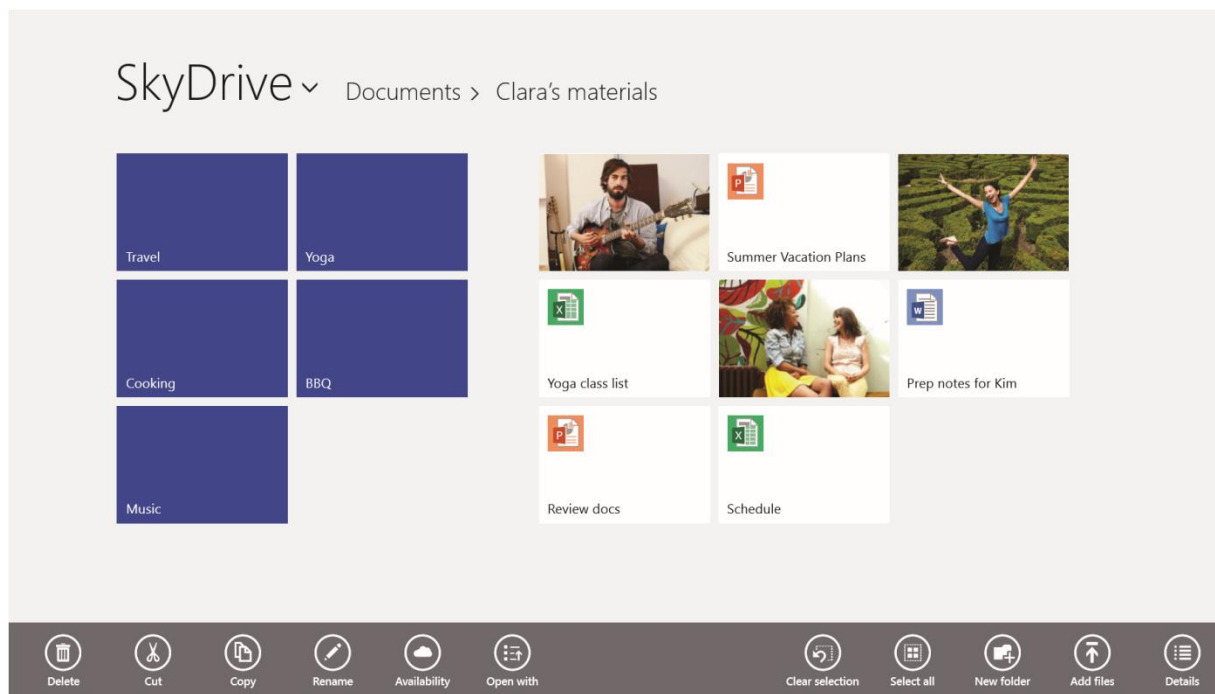 SkyDrive Documents > Clara's materials
Travel
Yoga
Cooking
BBQ
Music
P
Summer Vacation Plans
X
Yoga class list
W
Prep notes for Kim
P
Review docs
X
Schedule
Delete
Cut
Copy
Rename
Availability
Open with
Clear selection
Select all
New folder
Add files
Details